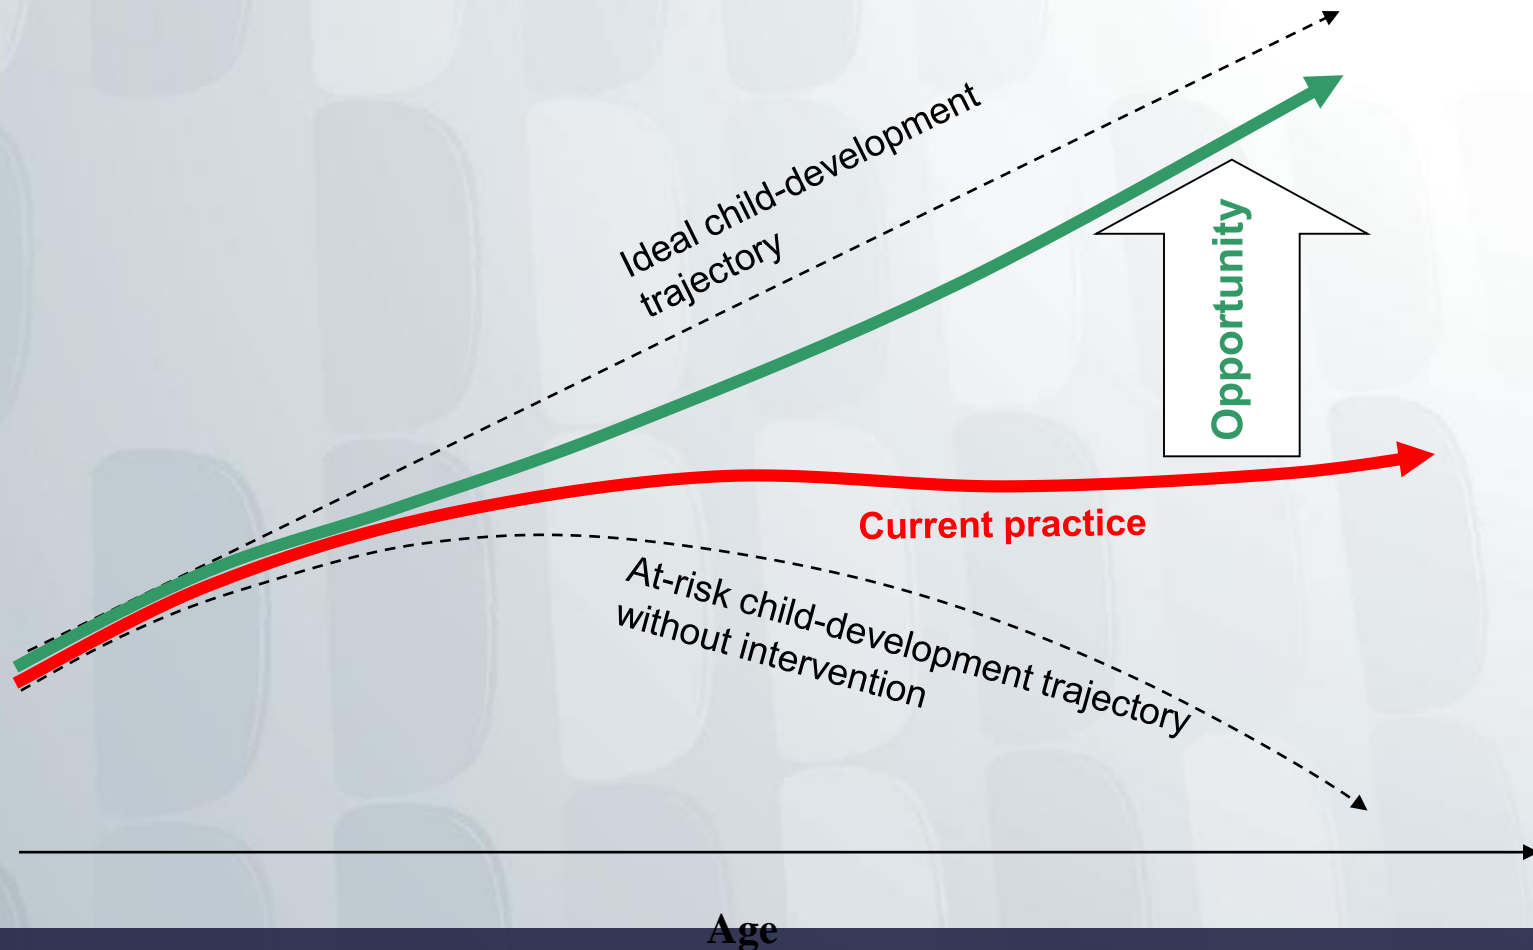 Ideal child-development
trajectory
Opportunity
Current practice
At-risk child-development trajectory
without intervention
Age